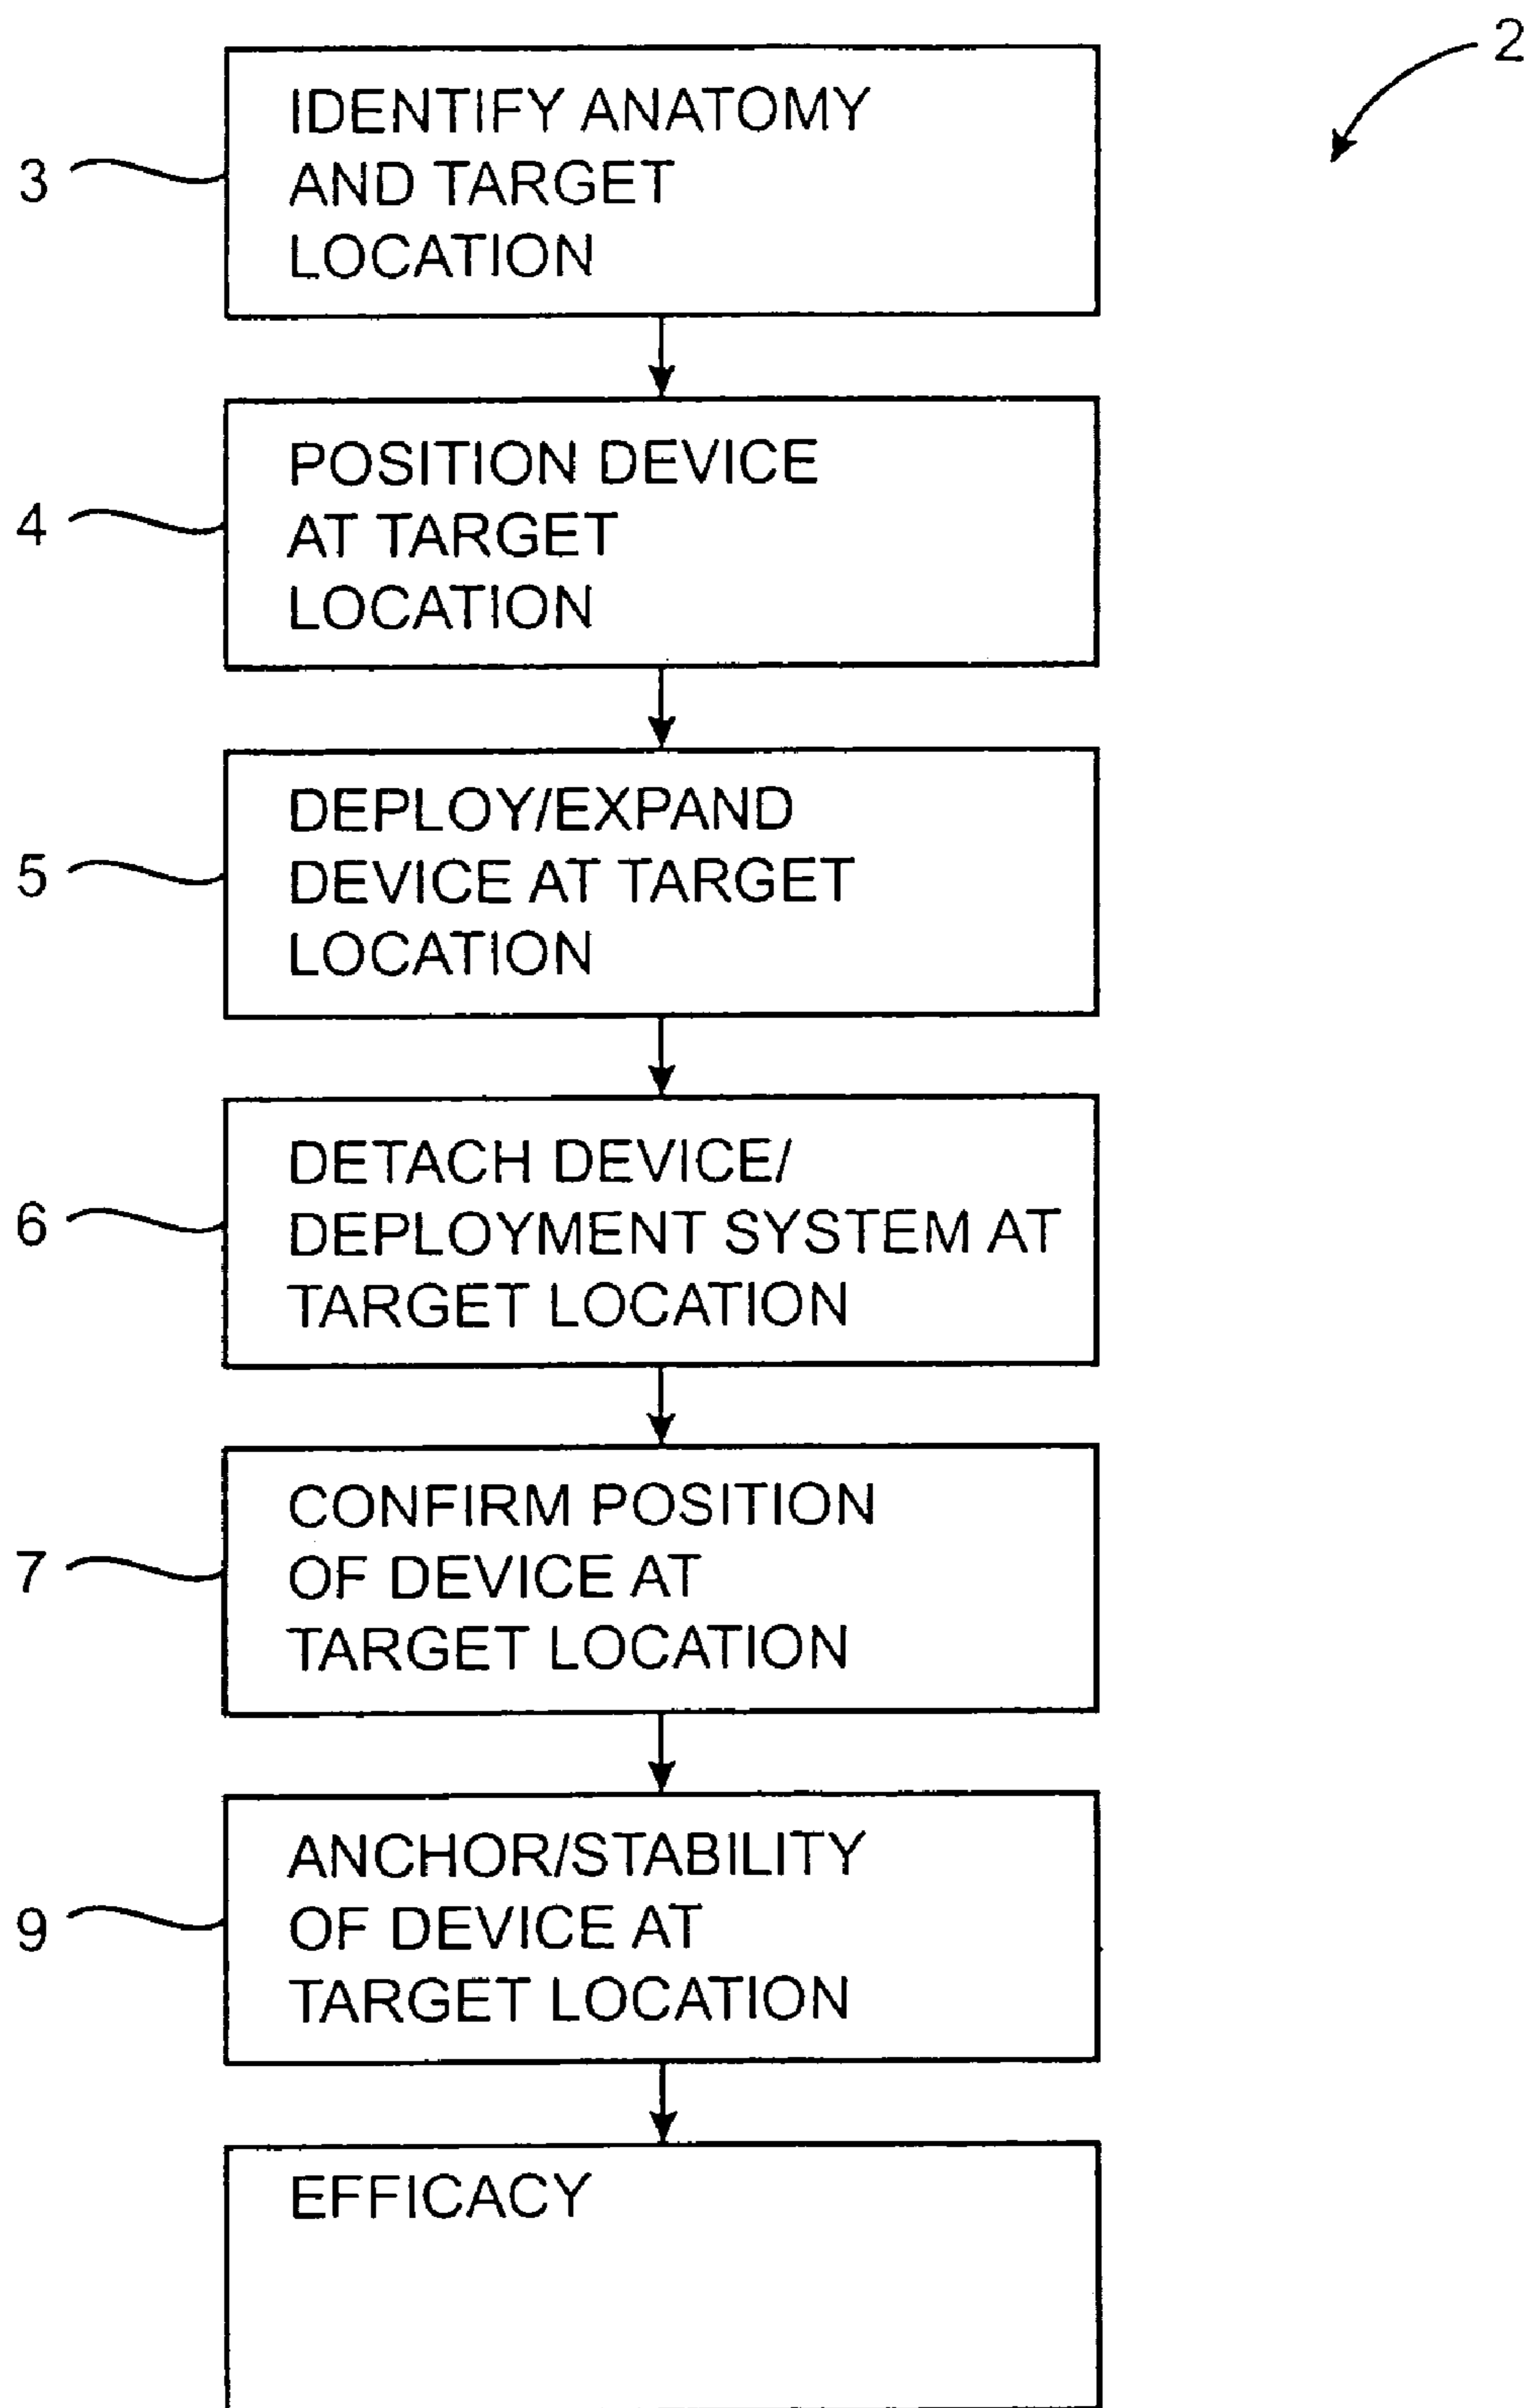 2
3
IDENTIFY ANATOMY
AND TARGET
LOCATION
4
POSITION DEVICE
AT TARGET
LOCATION
5
DEPLOY/EXPAND
DEVICE AT TARGET
LOCATION
6
DETACH DEVICE/
DEPLOYMENT SYSTEM AT
TARGET LOCATION
7
CONFIRM POSITION
OF DEVICE AT
TARGET LOCATION
9
ANCHOR/STABILITY
OF DEVICE AT
TARGET LOCATION
EFFICACY